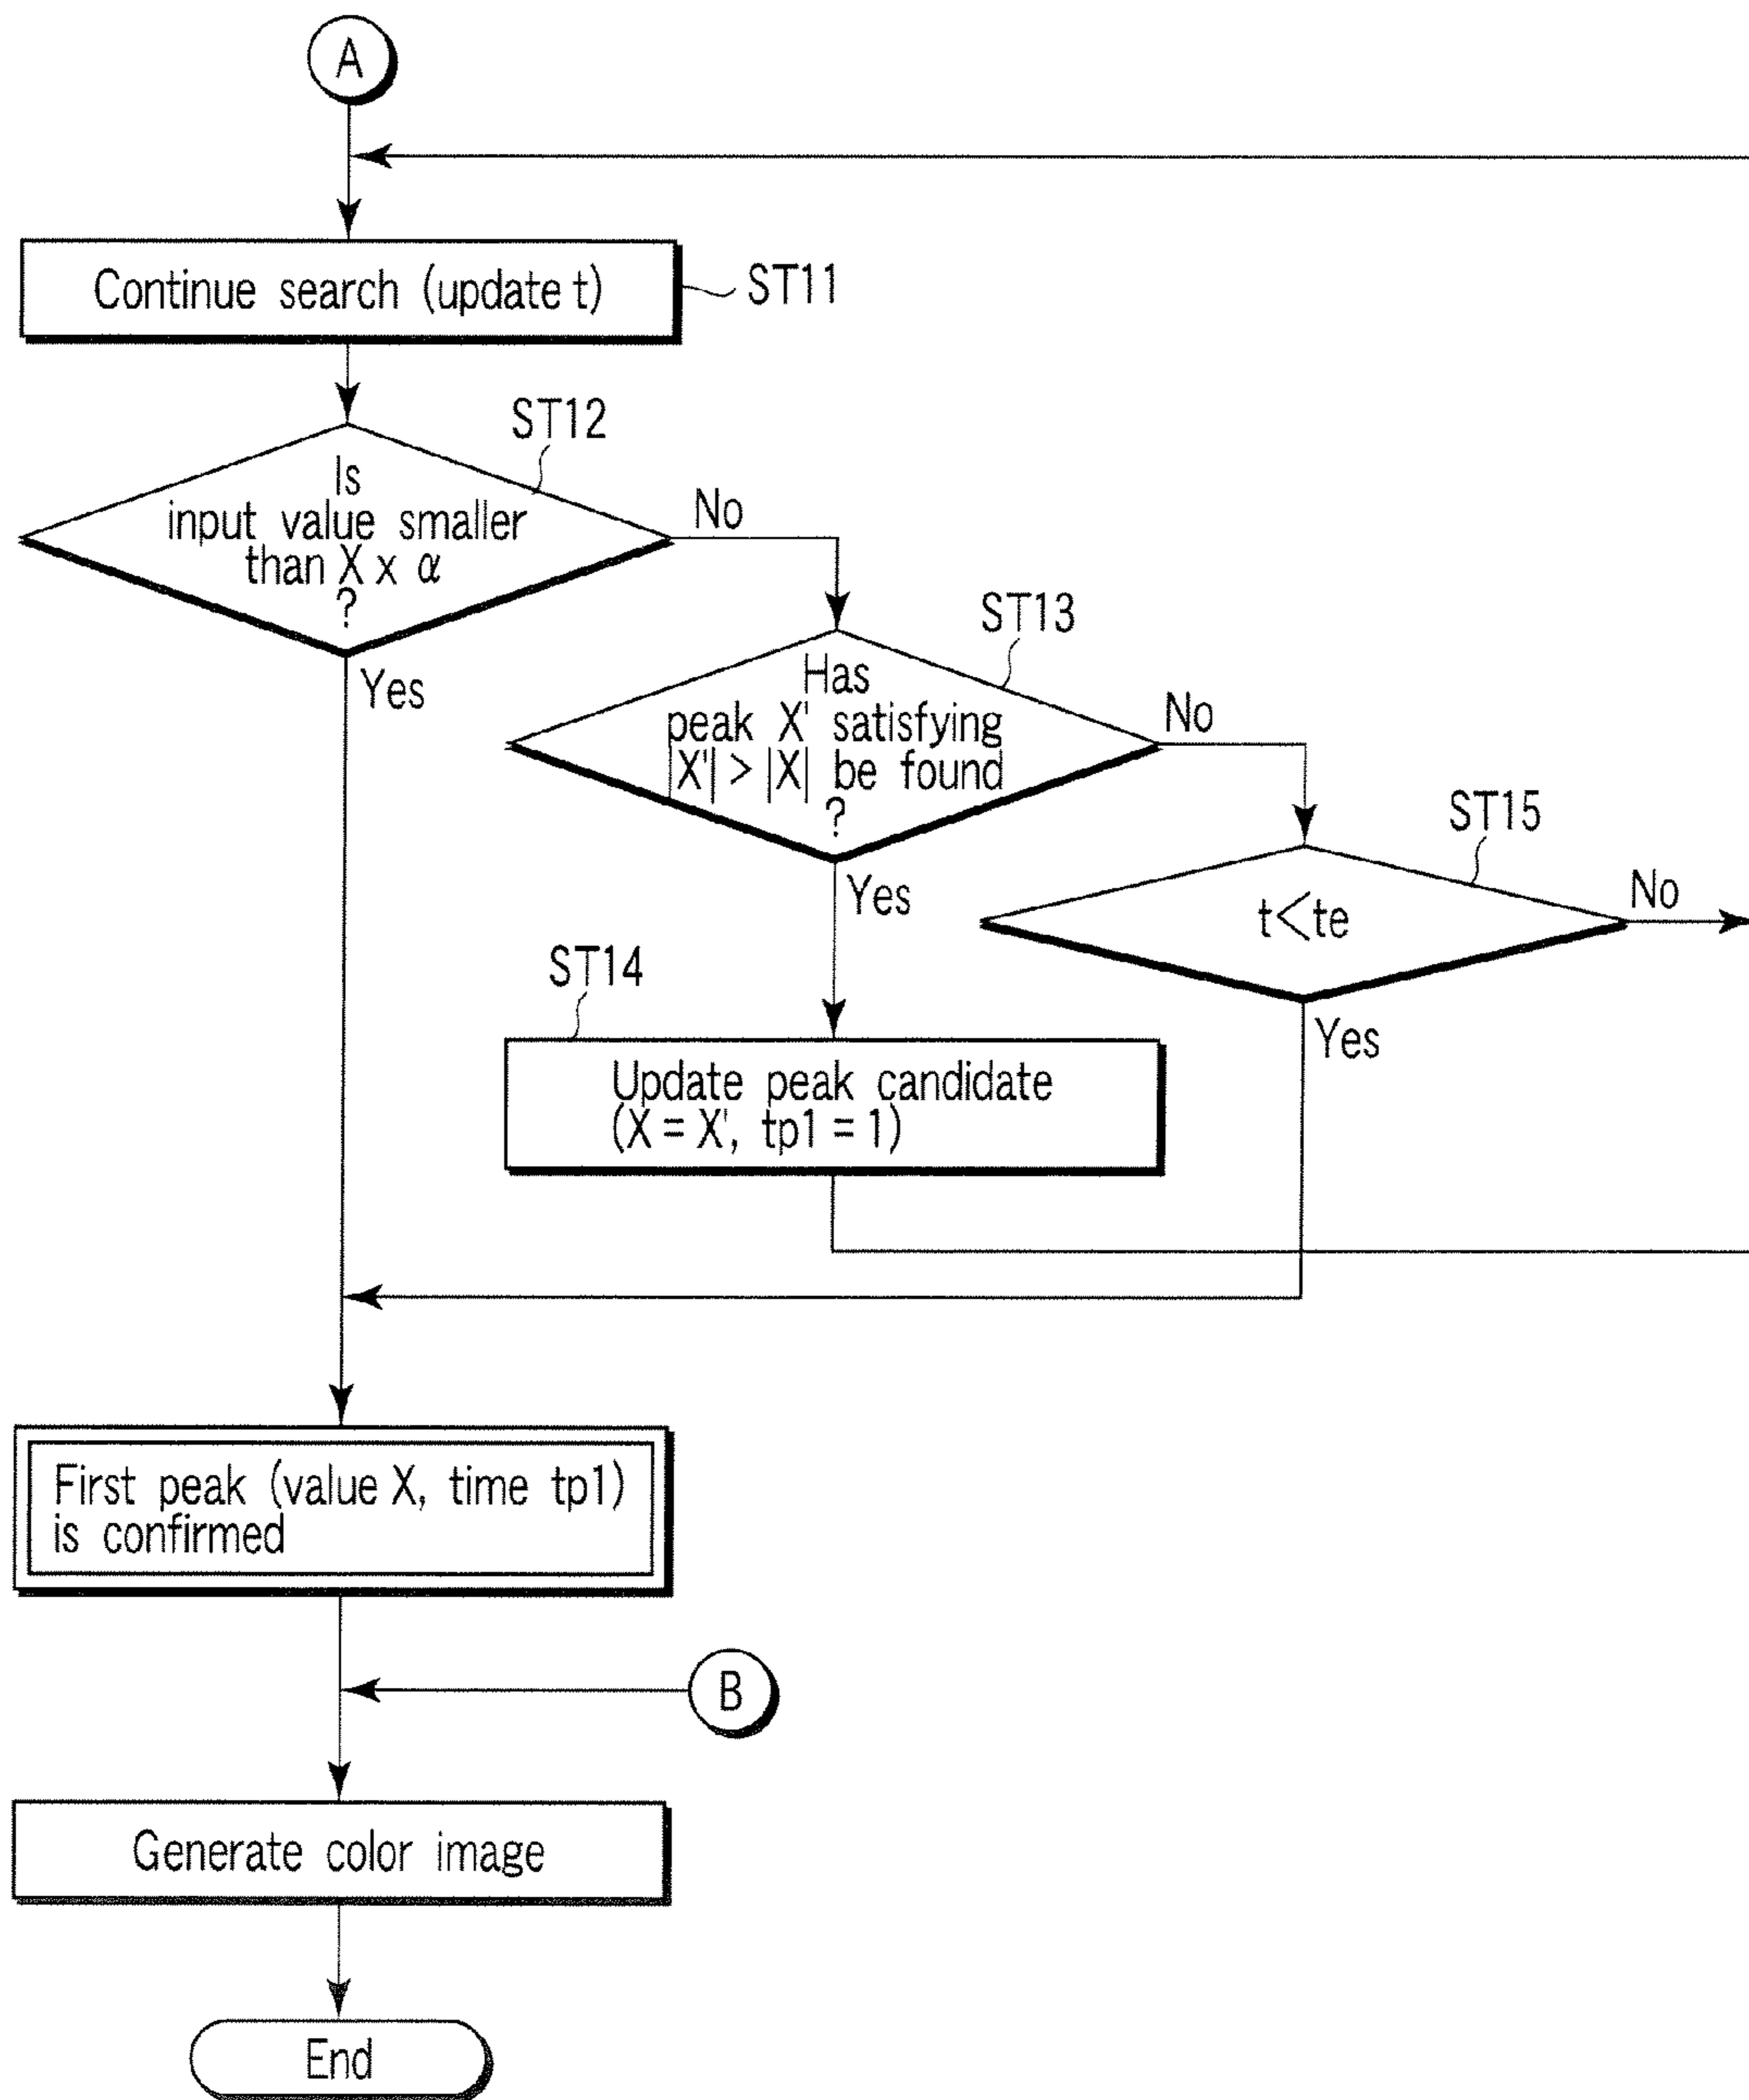 A
Continue search (update t)
ST11
ST12
Is
input value smaller
than X x α
?
No
Yes
ST13
Has
peak X' satisfying
|X'| > |X| be found
?
No
Yes
ST15
t<te
No
Yes
ST14
Update peak candidate
(X = X', tp1 = 1)
First peak (value X, time tp1)
is confirmed
B
Generate color image
End